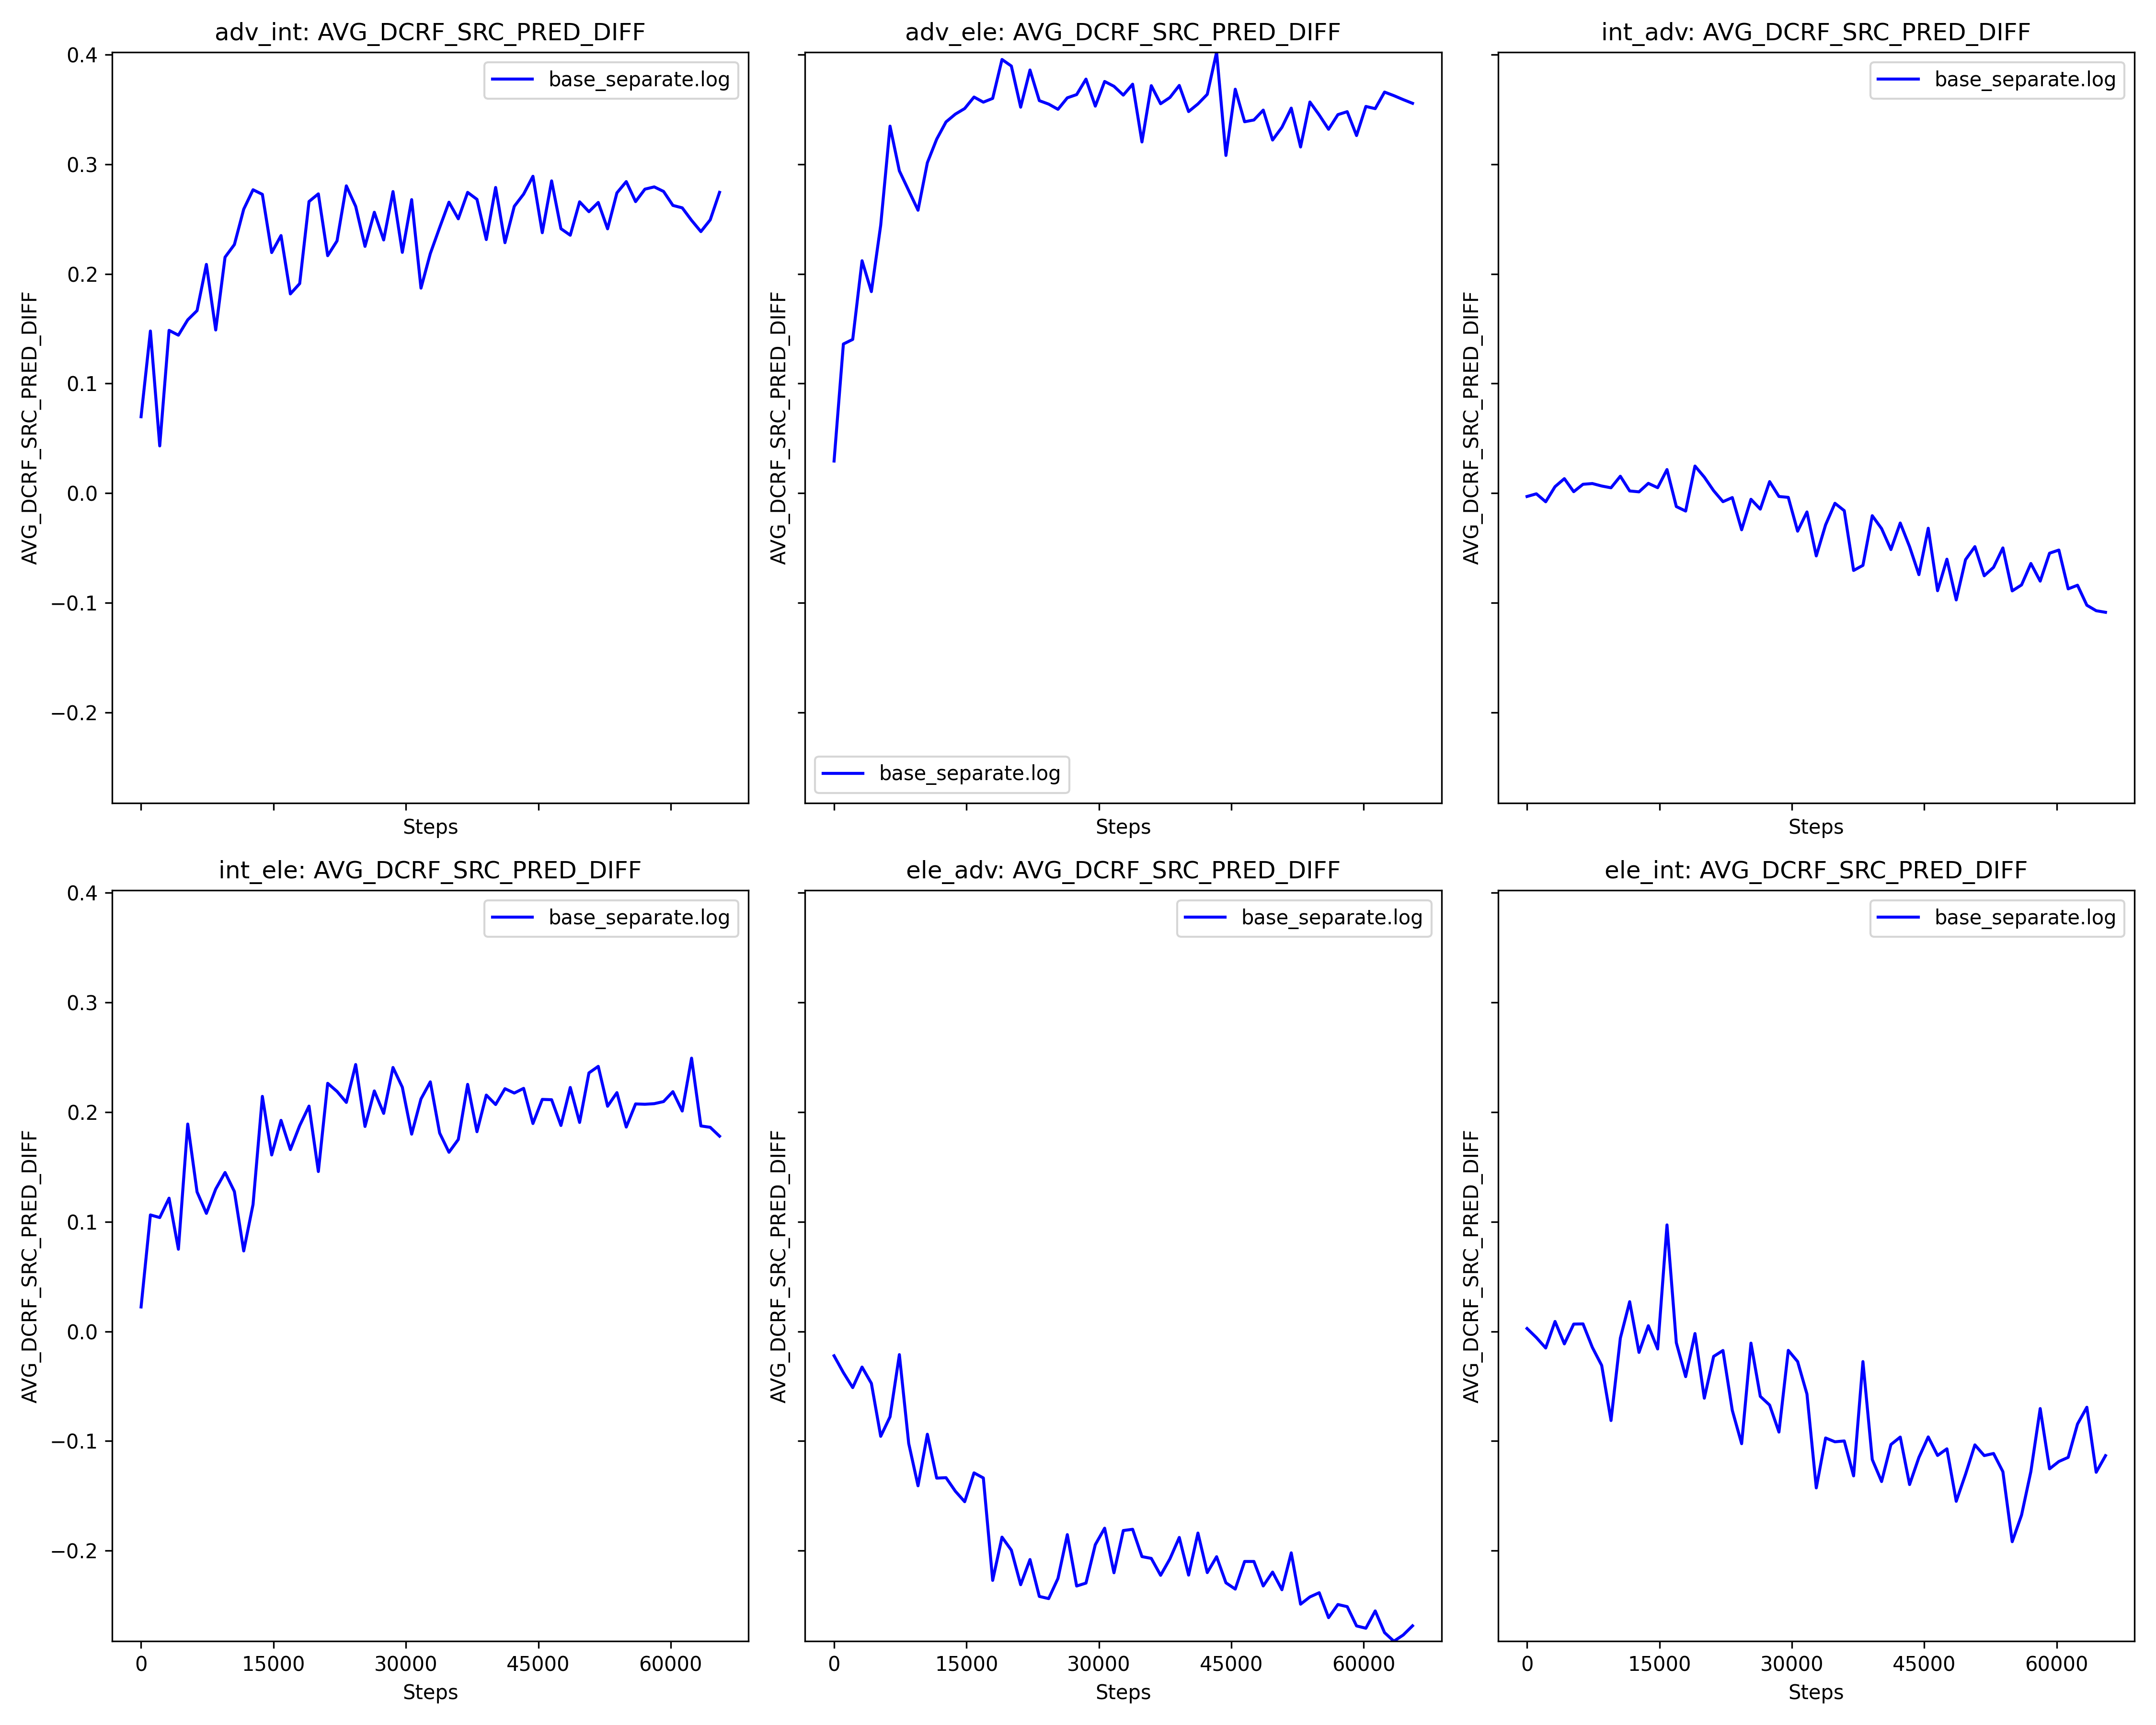 adv_int: AVG_DCRF_SRC_PRED_DIFF
adv_ele: AVG_DCRF_SRC_PRED_DIFF
int_adv: AVG_DCRF_SRC_PRED_DIFF
base_separate.log
base_separate.log
base_separate.log
0.4
0.3
0.2
0.1
0.0
−0.1
−0.2
AVG_DCRF_SRC_PRED_DIFF
AVG_DCRF_SRC_PRED_DIFF
AVG_DCRF_SRC_PRED_DIFF
Steps
Steps
Steps
int_ele: AVG_DCRF_SRC_PRED_DIFF
ele_adv: AVG_DCRF_SRC_PRED_DIFF
ele_int: AVG_DCRF_SRC_PRED_DIFF
base_separate.log
base_separate.log
base_separate.log
0.4
0.3
0.2
0.1
0.0
−0.1
−0.2
AVG_DCRF_SRC_PRED_DIFF
AVG_DCRF_SRC_PRED_DIFF
AVG_DCRF_SRC_PRED_DIFF
0 15000 30000 45000 60000
0 15000 30000 45000 60000
0 15000 30000 45000 60000
Steps
Steps
Steps